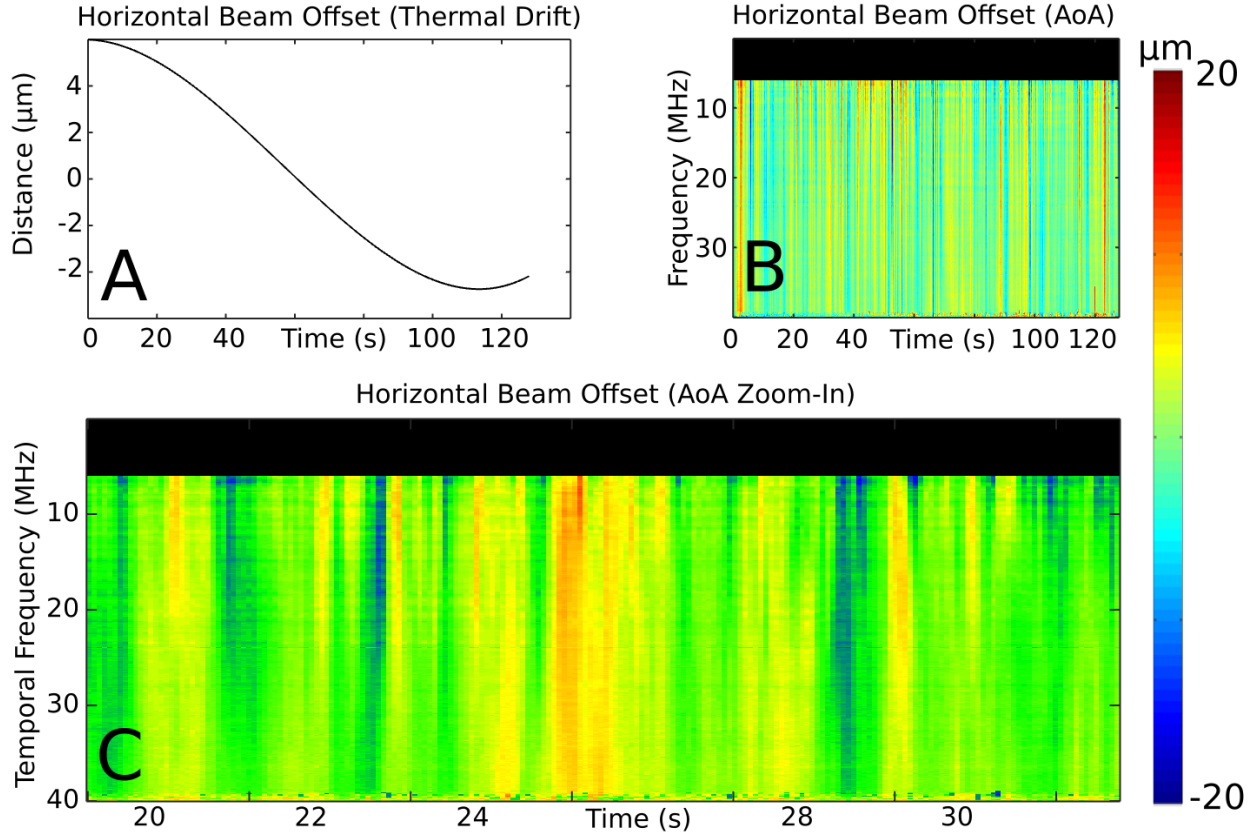 Horizontal Beam Offset (Thermal Drift)
Distance (µm)
4
2
0
-2
-2
A
0 20 40 Time (s) 100 120
Horizontal Beam Offset (AoA)
Frequency (MHz)
10
20
30
B
0 20 40 Time (s) 100 120
µm
20
-20
Horizontal Beam Offset (AoA Zoom-In)
Temporal Frequency (MHz)
10
20
30
40
C
20 22 24 Time (s) 28 30